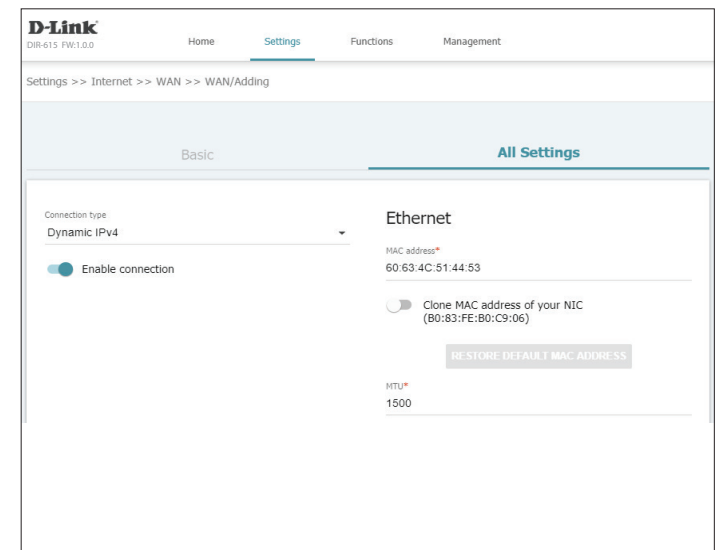 D-Link
DIR-615 FW:1.0.0
Home Settings Functions Management
Settings >> Internet >> WAN >> WAN/Adding
Basic All Settings
Connection type
Dynamic IPv4
Enable connection
Ethernet
MAC address*
60:63:4C:51:44:53
Clone MAC address of your NIC
(B0:83:FE:B0:C9:06)
RESTORE DEFAULT MAC ADDRESS
MTU*
1500